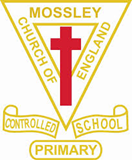 MOSSLEY
CHURCH OF
ENGLAND
CONTROLLED SCHOOL
PRIMARY